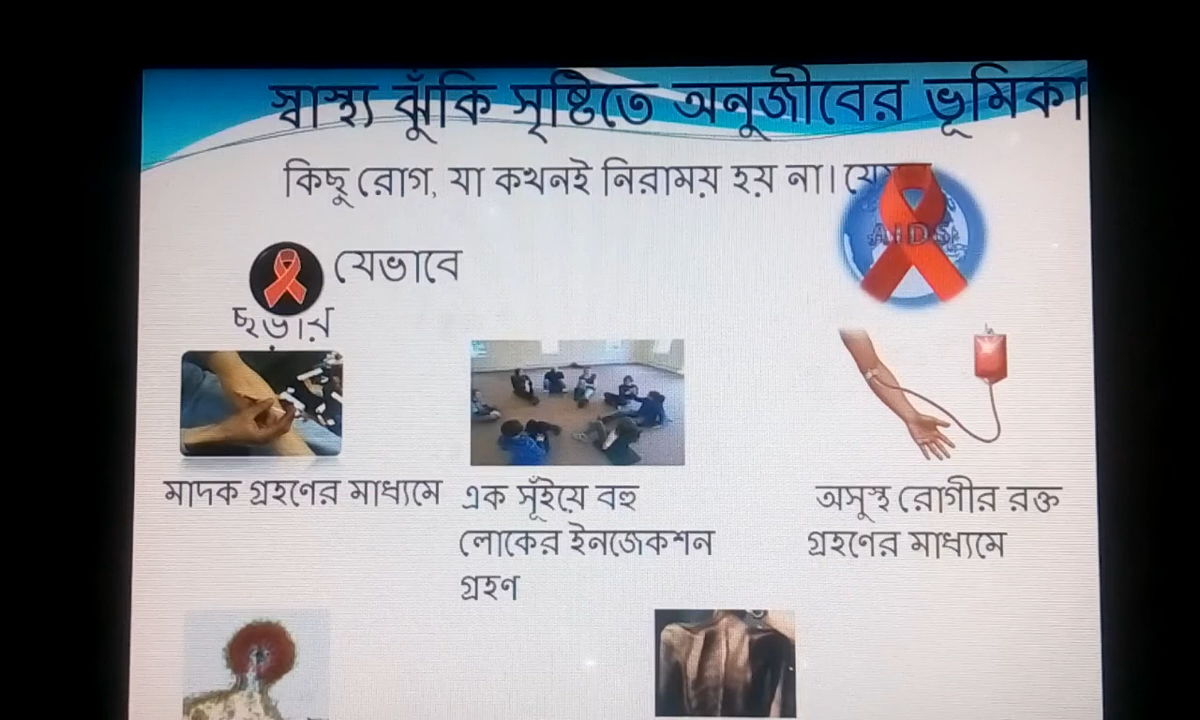 স্বাস্থ্য ঝুঁকি সৃষ্টিতে অনুজীবের ভূমিকা
কিছু রোগ, যা কখনই নিরাময় হয় না।
AIDS
যেভাবে
ছড়ায়
মাদক গ্রহণের মাধ্যমে
এক সূঁইয়ে বহু
লোকের ইনজেকশন
গ্রহণ
অসুস্থ রোগীর রক্ত
গ্রহণের মাধ্যমে